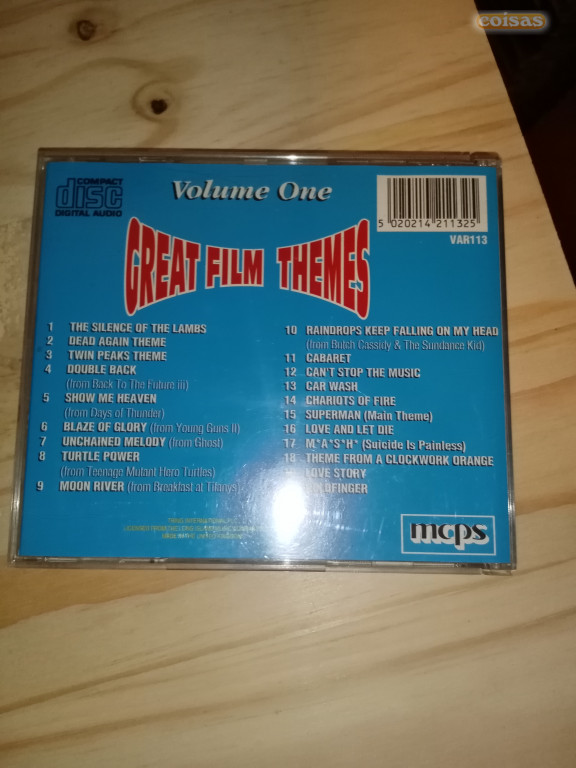 coisas
COMPACT
disc
DIGITAL AUDIO
Volume One
5 020214 211325
VAR113
GREAT FILM THEMES
1 THE SILENCE OF THE LAMBS
2 DEAD AGAIN THEME
3 TWIN PEAKS THEME
4 DOUBLE BACK
(from Back To The Future iii)
5 SHOW ME HEAVEN
(from Days of Thunder)
6 BLAZE OF GLORY (from Young Guns II)
7 UNCHAINED MELODY (from Ghost)
8 TURTLE POWER
(from Teenage Mutant Hero Turtles)
9 MOON RIVER (from Breakfast at Tifanys)
10 RAINDROPS KEEP FALLING ON MY HEAD
(from Butch Cassidy & The Sundance Kid)
11 CABARET
12 CAN'T STOP THE MUSIC
13 CAR WASH
14 CHARIOTS OF FIRE
15 SUPERMAN (Main Theme)
16 LOVE AND LET DIE
17 M*A*S*H* (Suicide Is Painless)
18 THEME FROM A CLOCKWORK ORANGE
LOVE STORY
mcps